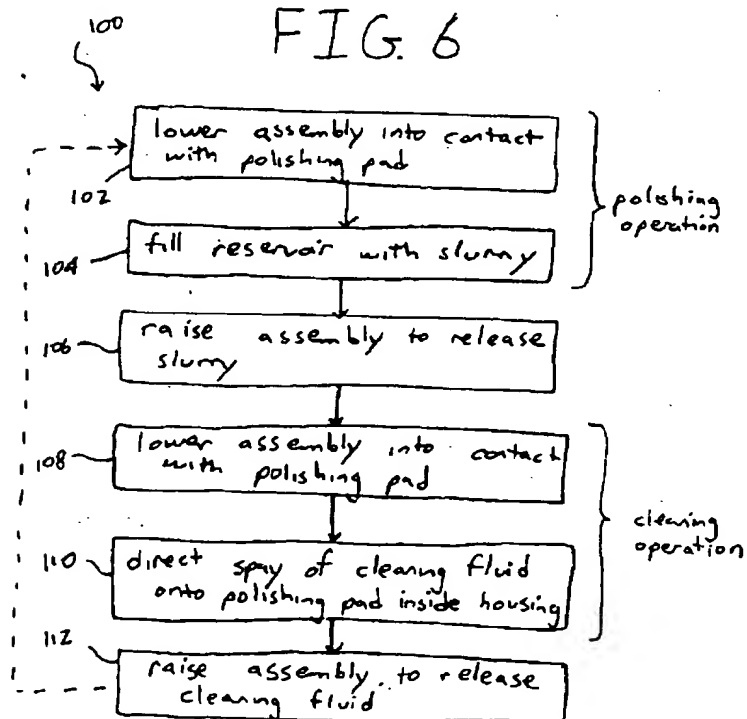 FIG. 6
100
lower assembly into contact
with polishing pad
102
polishing
operation
fill reservoir with slurry
104
raise assembly to release
slurry
106
lower assembly into contact
with polishing pad
108
cleaning
operation
direct spay of cleaning fluid
onto polishing pad inside housing
110
112
raise assembly to release
cleaning fluid